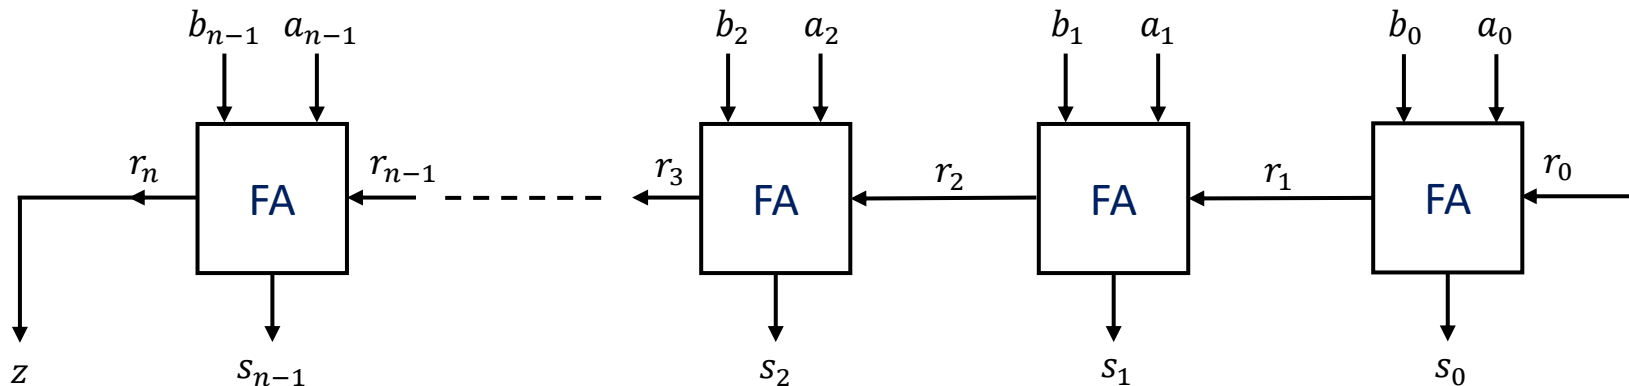 b_{n−1} a_{n−1} b_2 a_2 b_1 a_1 b_0 a_0
r_n r_{n−1} r_3 r_2 r_1 r_0
FA FA FA FA
z s_{n−1} s_2 s_1 s_0